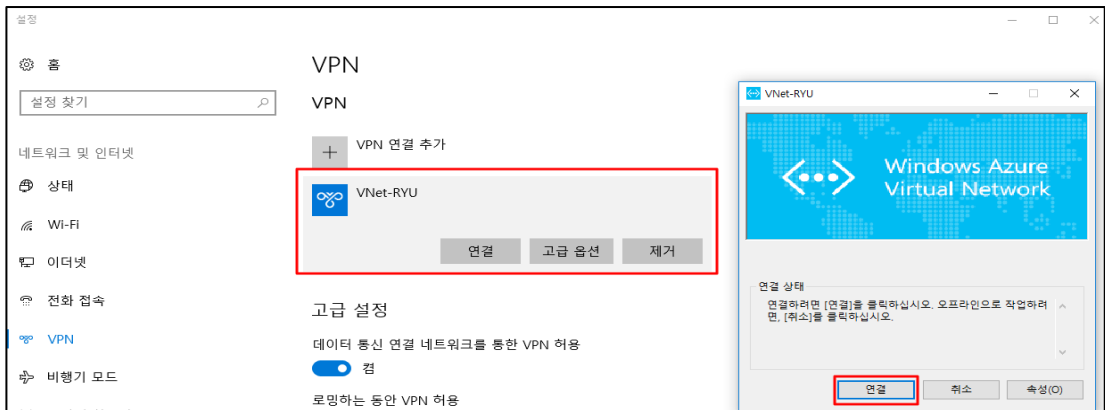 설정
홈
설정 찾기
네트워크 및 인터넷
상태
Wi-Fi
이더넷
전화 접속
VPN
비행기 모드
VPN
VPN
VPN 연결 추가
VNet-RYU
연결 고급 옵션 제거
고급 설정
데이터 통신 연결 네트워크를 통한 VPN 허용
켬
로밍하는 동안 VPN 허용
VNet-RYU
Windows Azure
Virtual Network
연결 상태
연결하려면 [연결]을 클릭하십시오. 오프라인으로 작업하려
면, [취소]를 클릭하십시오.
연결 취소 속성(O)